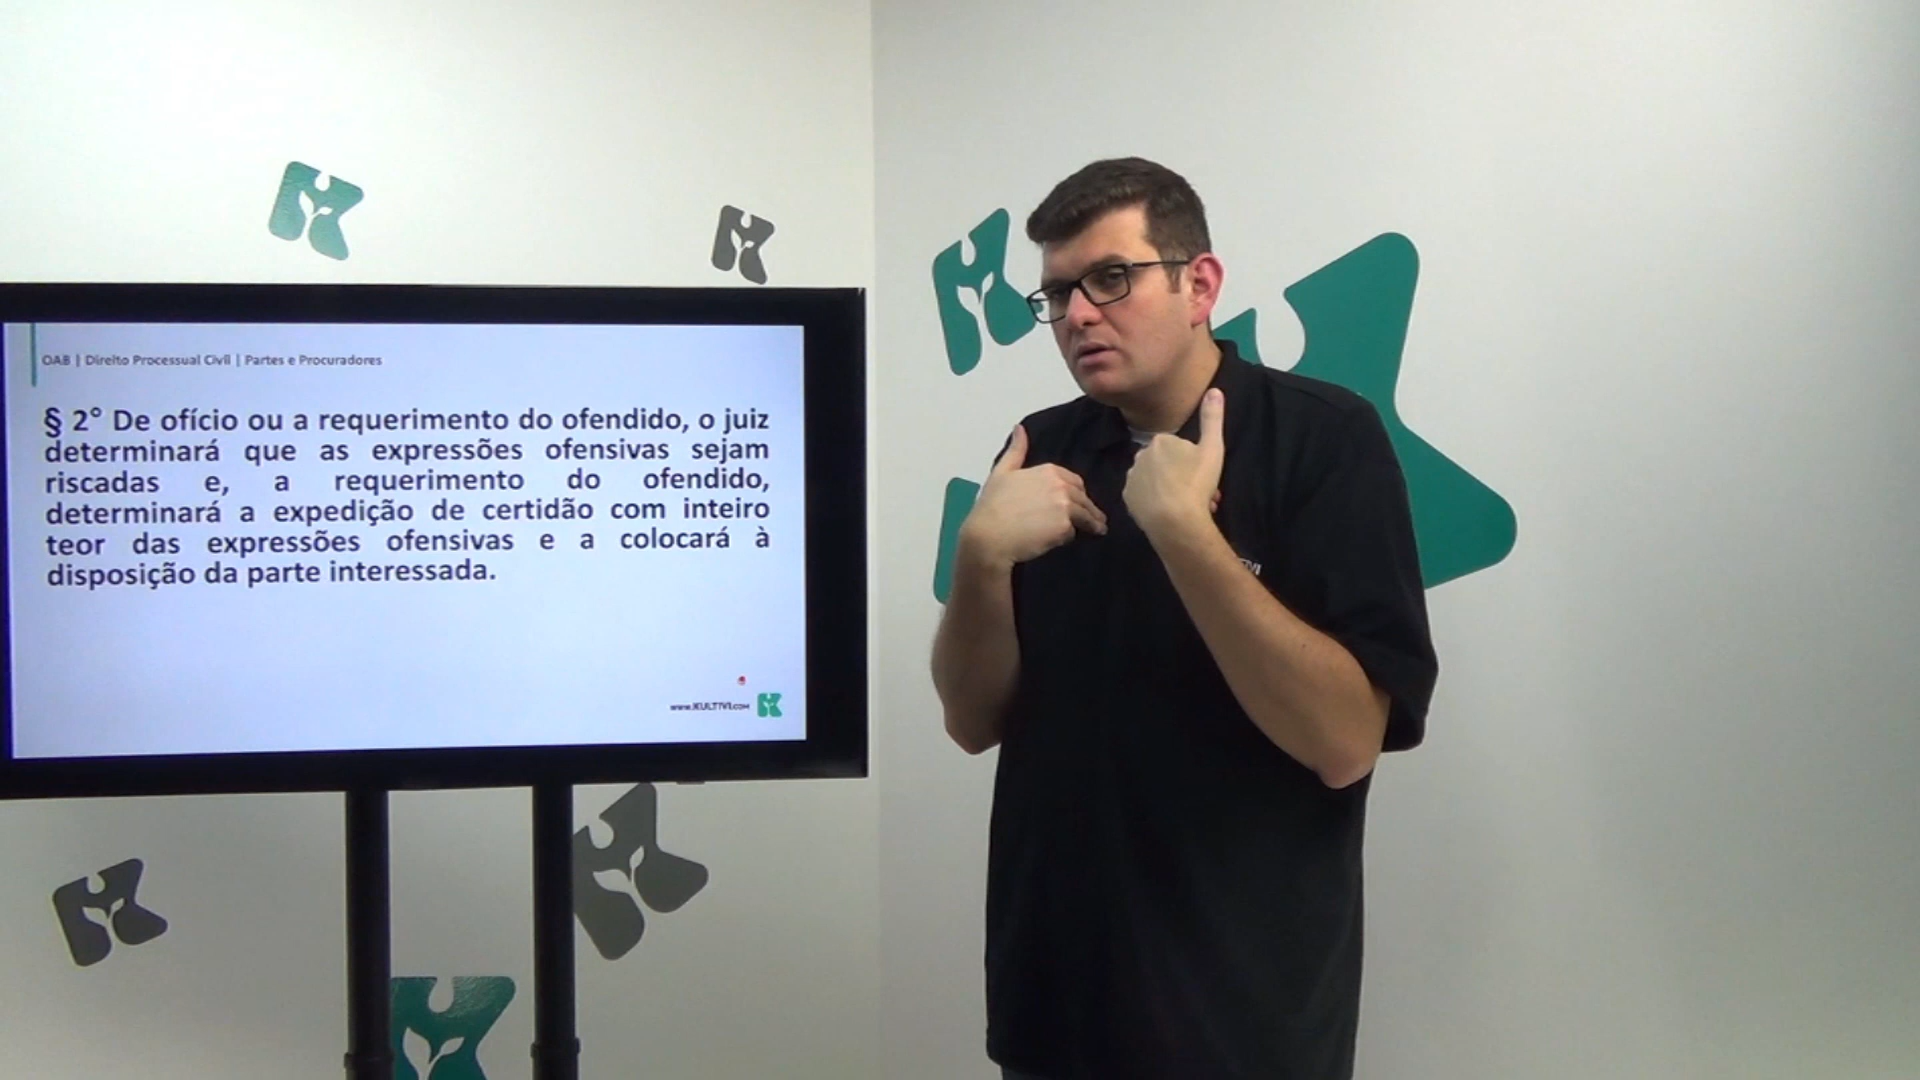 OAB | Direito Processual Civil | Partes e Procuradores
§ 2° De ofício ou a requerimento do ofendido, o juiz
determinará que as expressões ofensivas sejam
riscadas e, a requerimento do ofendido,
determinará a expedição de certidão com inteiro
teor das expressões ofensivas e a colocará à
disposição da parte interessada.
www.KULTIVI.COM